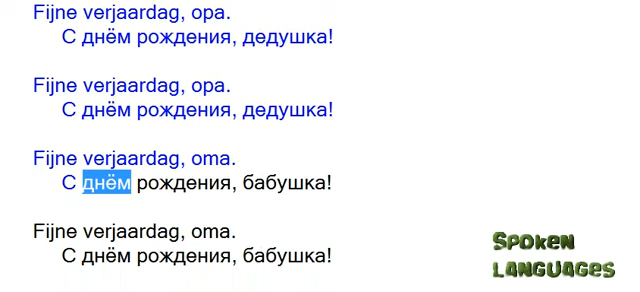 Fijne verjaardag, opa.
С днём рождения, дедушка!
Fijne verjaardag, opa.
С днём рождения, дедушка!
Fijne verjaardag, oma.
С днём рождения, бабушка!
Fijne verjaardag, oma.
С днём рождения, бабушка!
SPOKEN
LANGUAGES